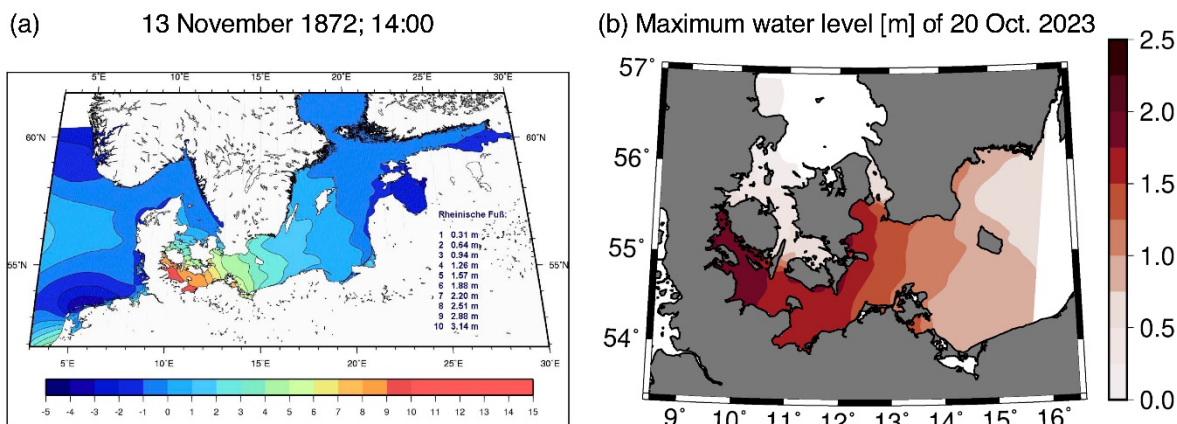 (a) 13 November 1872; 14:00
5°E 10°E 15°E 20°E 25°E 30°E
60°N 60°N
55°N 55°N
Rheinische Fuß:
1 0.31 m
2 0.64 m
3 0.94 m
4 1.26 m
5 1.57 m
6 1.88 m
7 2.20 m
8 2.51 m
9 2.88 m
10 3.14 m
5°E 10°E 15°E 20°E 25°E 30°E
-5 -4 -3 -2 -1 0 1 2 3 4 5 6 7 8 9 10 11 12 13 14 15
(b) Maximum water level [m] of 20 Oct. 2023
57°
56°
55°
54°
9° 10° 11° 12° 13° 14° 15° 16°
2.5
2.0
1.5
1.0
0.5
0.0